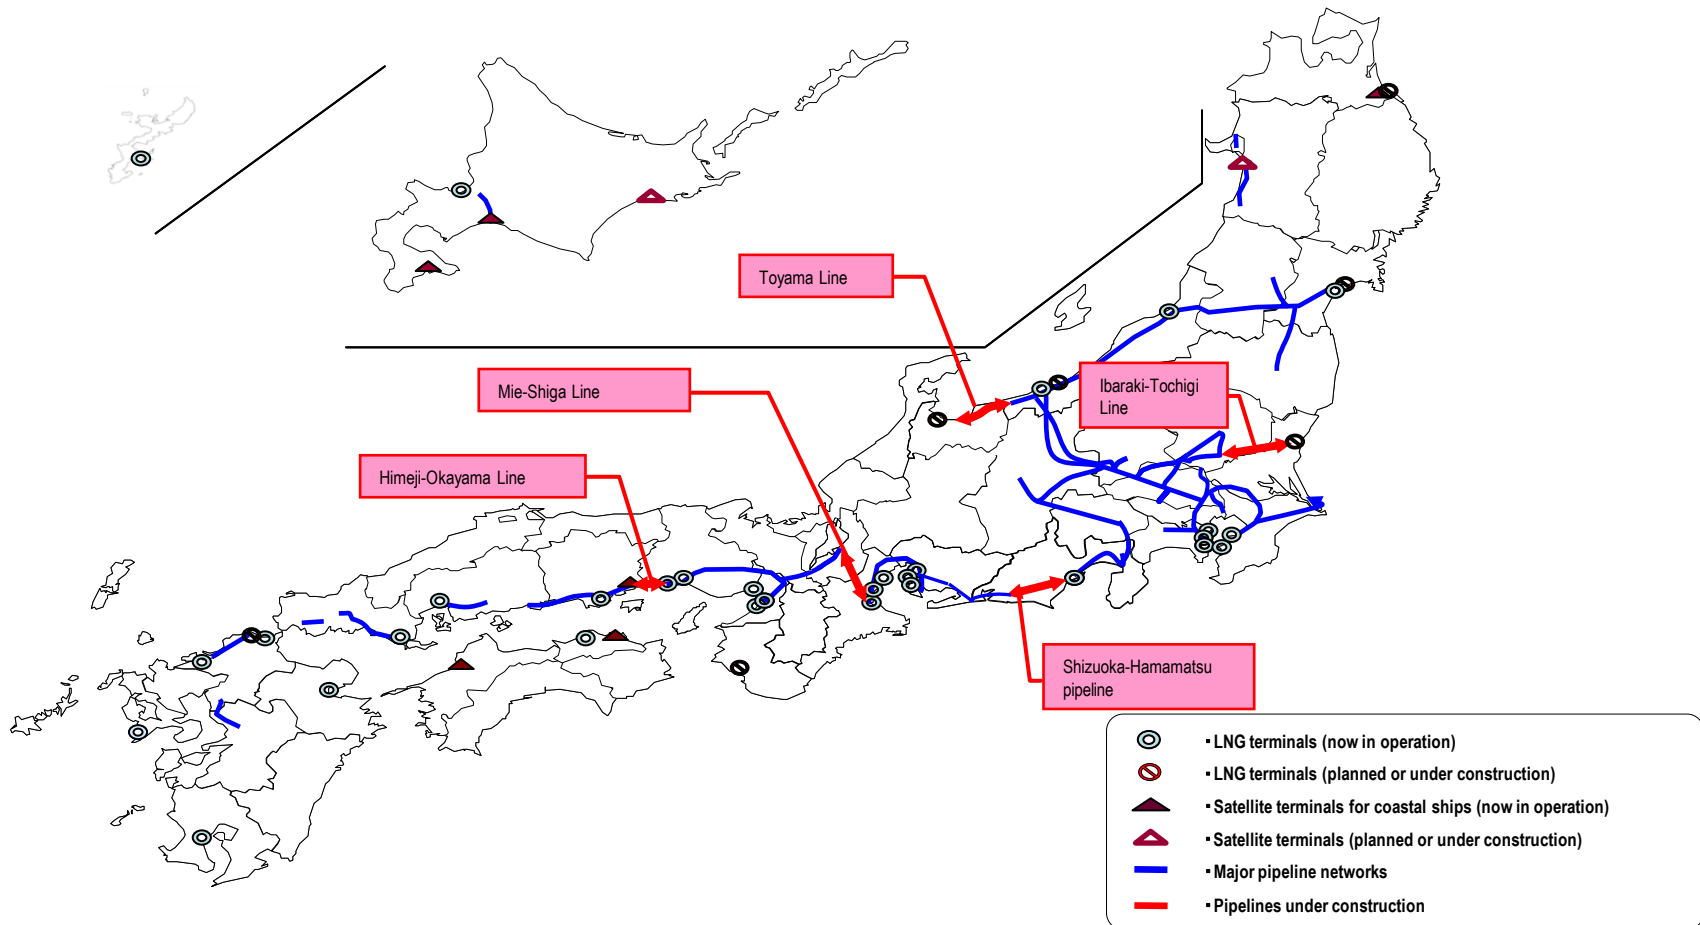 Toyama Line
Mie-Shiga Line
Ibaraki-Tochigi
Line
Himeji-Okayama Line
Shizuoka-Hamamatsu
pipeline
・LNG terminals (now in operation)
・LNG terminals (planned or under construction)
・Satellite terminals for coastal ships (now in operation)
・Satellite terminals (planned or under construction)
・Major pipeline networks
・Pipelines under construction